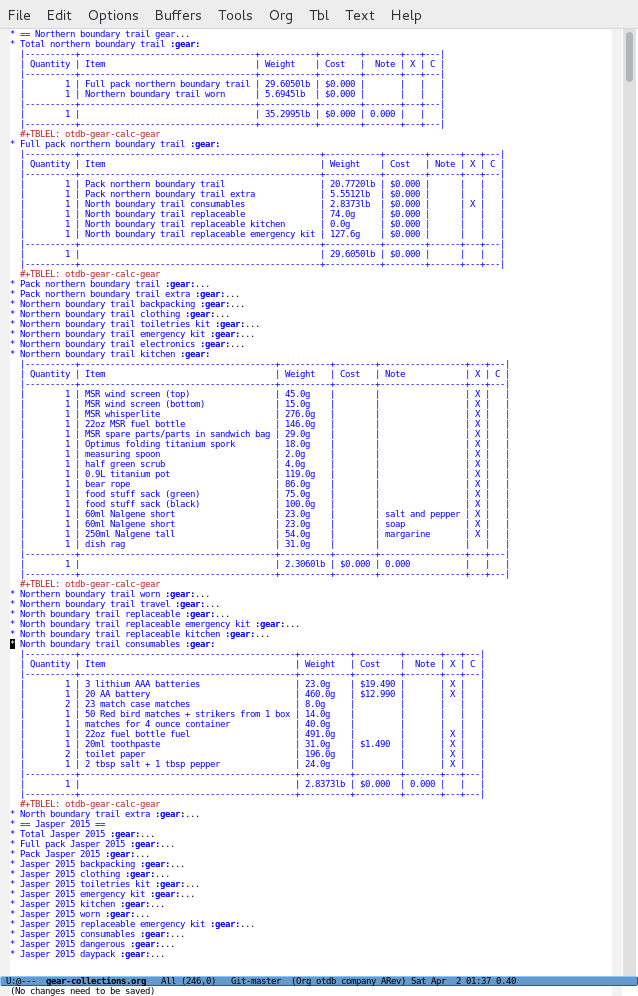 File Edit Options Buffers Tools Org Tbl Text Help
* == Northern boundary trail gear...
* Total northern boundary trail :gear:
|----------+----------------------------------+-----------+---------+-------+---+---|
| Quantity | Item | Weight | Cost | Note | X | C |
|----------+----------------------------------+-----------+---------+-------+---+---|
| 1 | Full pack northern boundary trail | 29.6050lb | $0.000 | | | |
| 1 | Northern boundary trail worn | 5.6945lb | $0.000 | | | |
|----------+----------------------------------+-----------+---------+-------+---+---|
| 1 | | 35.2995lb | $0.000 | 0.000 | | |
|----------+----------------------------------+-----------+---------+-------+---+---|
#+TBLEL: otdb-gear-calc-gear
* Full pack northern boundary trail :gear:
|----------+------------------------------------------------+-----------+--------+------+---+---|
| Quantity | Item | Weight | Cost | Note | X | C |
|----------+------------------------------------------------+-----------+--------+------+---+---|
| 1 | Pack northern boundary trail | 20.7720lb | $0.000 | | | |
| 1 | Pack northern boundary trail extra | 5.5512lb | $0.000 | | | |
| 1 | North boundary trail consumables | 2.8373lb | $0.000 | | X | |
| 1 | North boundary trail replaceable | 74.0g | $0.000 | | | |
| 1 | North boundary trail replaceable kitchen | 0.0g | $0.000 | | | |
| 1 | North boundary trail replaceable emergency kit | 127.6g | $0.000 | | | |
|----------+------------------------------------------------+-----------+--------+------+---+---|
| 1 | | 29.6050lb | $0.000 | | | |
|----------+------------------------------------------------+-----------+--------+------+---+---|
#+TBLEL: otdb-gear-calc-gear
* Pack northern boundary trail :gear:...
* Pack northern boundary trail extra :gear:...
* Northern boundary trail backpacking :gear:...
* Northern boundary trail clothing :gear:...
* Northern boundary trail toiletries kit :gear:...
* Northern boundary trail emergency kit :gear:...
* Northern boundary trail electronics :gear:...
* Northern boundary trail kitchen :gear:
|----------+---------------------------------------+----------+--------+-----------------+---+---|
| Quantity | Item | Weight | Cost | Note | X | C |
|----------+---------------------------------------+----------+--------+-----------------+---+---|
| 1 | MSR wind screen (top) | 45.0g | | | X | |
| 1 | MSR wind screen (bottom) | 15.0g | | | X | |
| 1 | MSR whisperlite | 276.0g | | | X | |
| 1 | 22oz MSR fuel bottle | 146.0g | | | X | |
| 1 | MSR spare parts/parts in sandwich bag | 29.0g | | | X | |
| 1 | Optimus folding titanium spork | 18.0g | | | X | |
| 1 | measuring spoon | 2.0g | | | X | |
| 1 | half green scrub | 4.0g | | | X | |
| 1 | 0.9L titanium pot | 119.0g | | | X | |
| 1 | bear rope | 86.0g | | | X | |
| 1 | food stuff sack (green) | 75.0g | | | X | |
| 1 | food stuff sack (black) | 100.0g | | | X | |
| 1 | 60ml Nalgene short | 23.0g | | salt and pepper | X | |
| 1 | 60ml Nalgene short | 23.0g | | soap | X | |
| 1 | 250ml Nalgene tall | 54.0g | | margarine | X | |
| 1 | dish rag | 31.0g | | | | |
|----------+---------------------------------------+----------+--------+-----------------+---+---|
| 1 | | 2.3060lb | $0.000 | 0.000 | | |
|----------+---------------------------------------+----------+--------+-----------------+---+---|
#+TBLEL: otdb-gear-calc-gear
* Northern boundary trail worn :gear:...
* Northern boundary trail travel :gear:...
* North boundary trail replaceable :gear:...
* North boundary trail replaceable emergency kit :gear:...
* North boundary trail replaceable kitchen :gear:...
* North boundary trail consumables :gear:
|----------+-------------------------------------------+----------+---------+-------+---+---|
| Quantity | Item | Weight | Cost | Note | X | C |
|----------+-------------------------------------------+----------+---------+-------+---+---|
| 1 | 3 lithium AAA batteries | 23.0g | $19.490 | | X | |
| 1 | 20 AA battery | 460.0g | $12.990 | | X | |
| 2 | 23 match case matches | 8.0g | | | | |
| 1 | 50 Red bird matches + strikers from 1 box | 14.0g | | | | |
| 1 | matches for 4 ounce container | 40.0g | | | | |
| 1 | 22oz fuel bottle fuel | 491.0g | | | X | |
| 1 | 20ml toothpaste | 31.0g | $1.490 | | X | |
| 2 | toilet paper | 196.0g | | | X | |
| 1 | 2 tbsp salt + 1 tbsp pepper | 24.0g | | | X | |
|----------+-------------------------------------------+----------+---------+-------+---+---|
| 1 | | 2.8373lb | $0.000 | 0.000 | | |
|----------+-------------------------------------------+----------+---------+-------+---+---|
#+TBLEL: otdb-gear-calc-gear
* North boundary trail extra :gear:...
* == Jasper 2015 ==
* Total Jasper 2015 :gear:...
* Full pack Jasper 2015 :gear:...
* Pack Jasper 2015 :gear:...
* Jasper 2015 backpacking :gear:...
* Jasper 2015 clothing :gear:...
* Jasper 2015 toiletries kit :gear:...
* Jasper 2015 emergency kit :gear:...
* Jasper 2015 kitchen :gear:...
* Jasper 2015 worn :gear:...
* Jasper 2015 replaceable emergency kit :gear:...
* Jasper 2015 consumables :gear:...
* Jasper 2015 dangerous :gear:...
* Jasper 2015 daypack :gear:...
U:@--- gear-collections.org All (246,0) Git-master (Org otdb company ARev) Sat Apr 2 01:37 0.40
(No changes need to be saved)